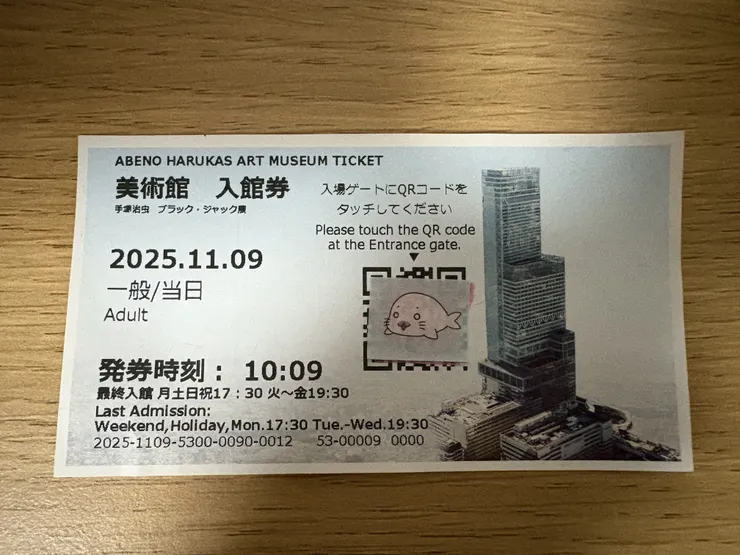 ABENO HARUKAS ART MUSEUM TICKET
美術館 入館券
手塚治虫 ブラック・ジャック展
入場ゲートにQRコードを
タッチしてください
Please touch the QR code
at the Entrance gate.
2025.11.09
一般/当日
Adult
発券時刻： 10:09
最終入館 月土日祝17：30 火～金19:30
Last Admission:
Weekend,Holiday,Mon.17:30 Tue.-Wed.19:30
2025-1109-5300-0090-0012 53-00009 0000